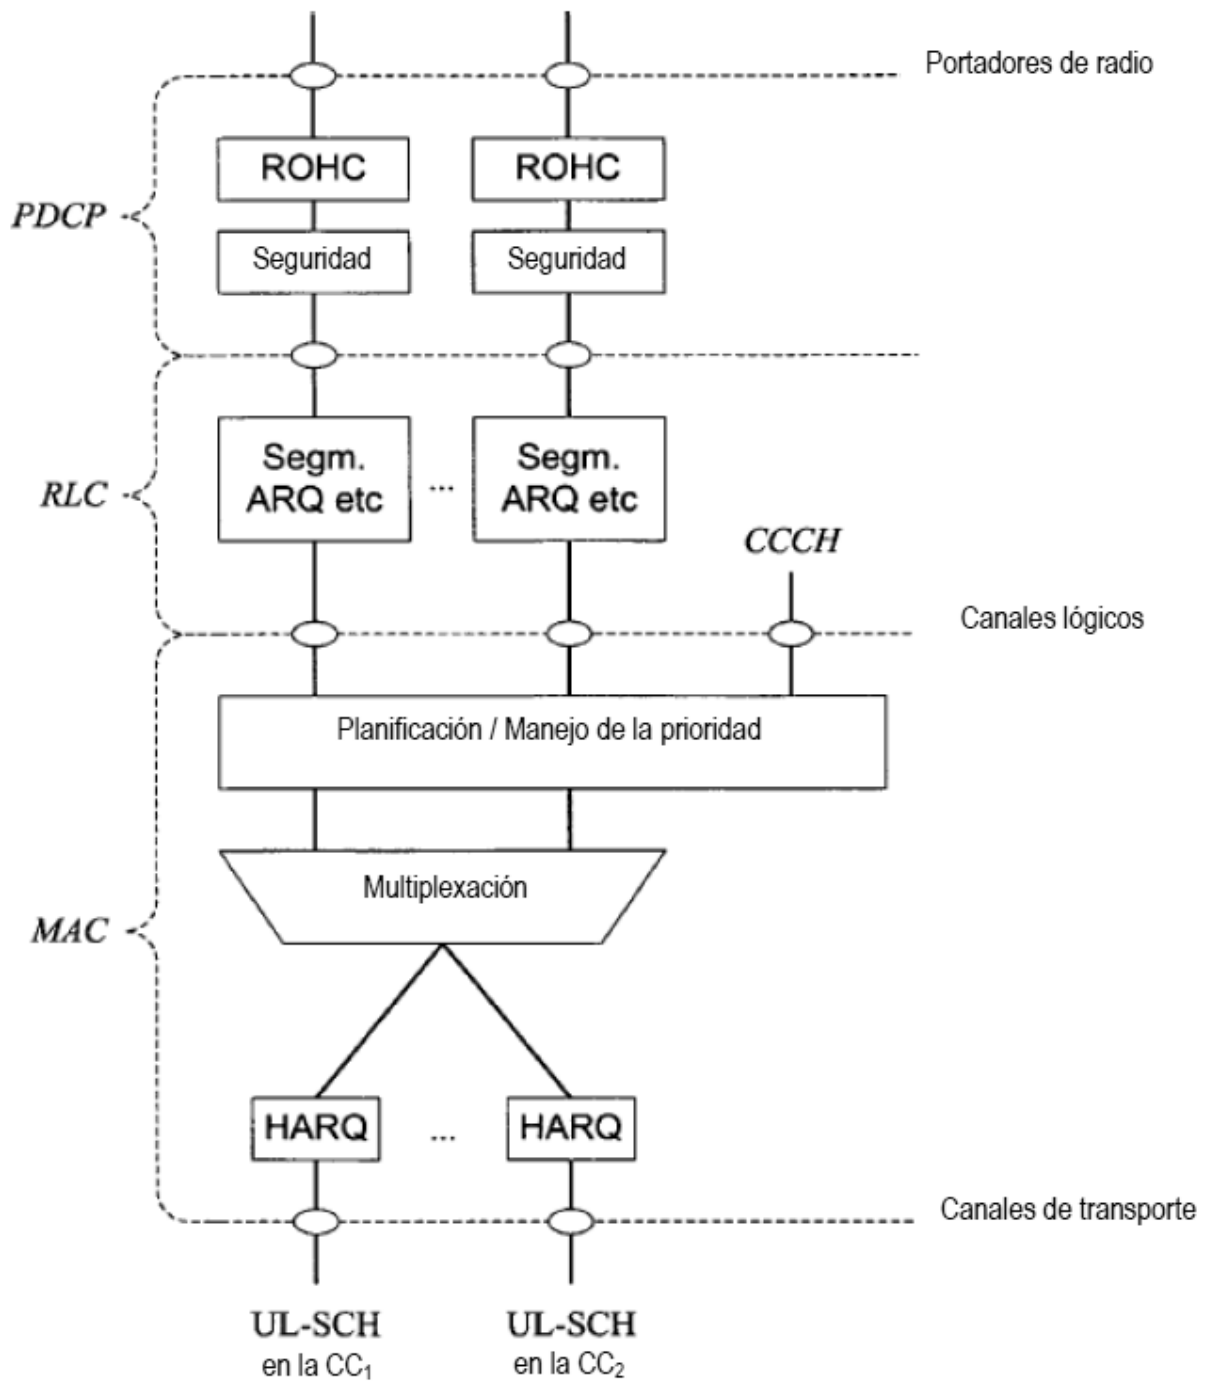 Portadores de radio
ROHC
ROHC
PDCP
Seguridad
Seguridad
Segm.
ARQ etc
...
Segm.
ARQ etc
RLC
CCCH
Canales lógicos
Planificación / Manejo de la prioridad
Multiplexación
MAC
HARQ
...
HARQ
Canales de transporte
UL-SCH
en la CC₁
UL-SCH
en la CC₂